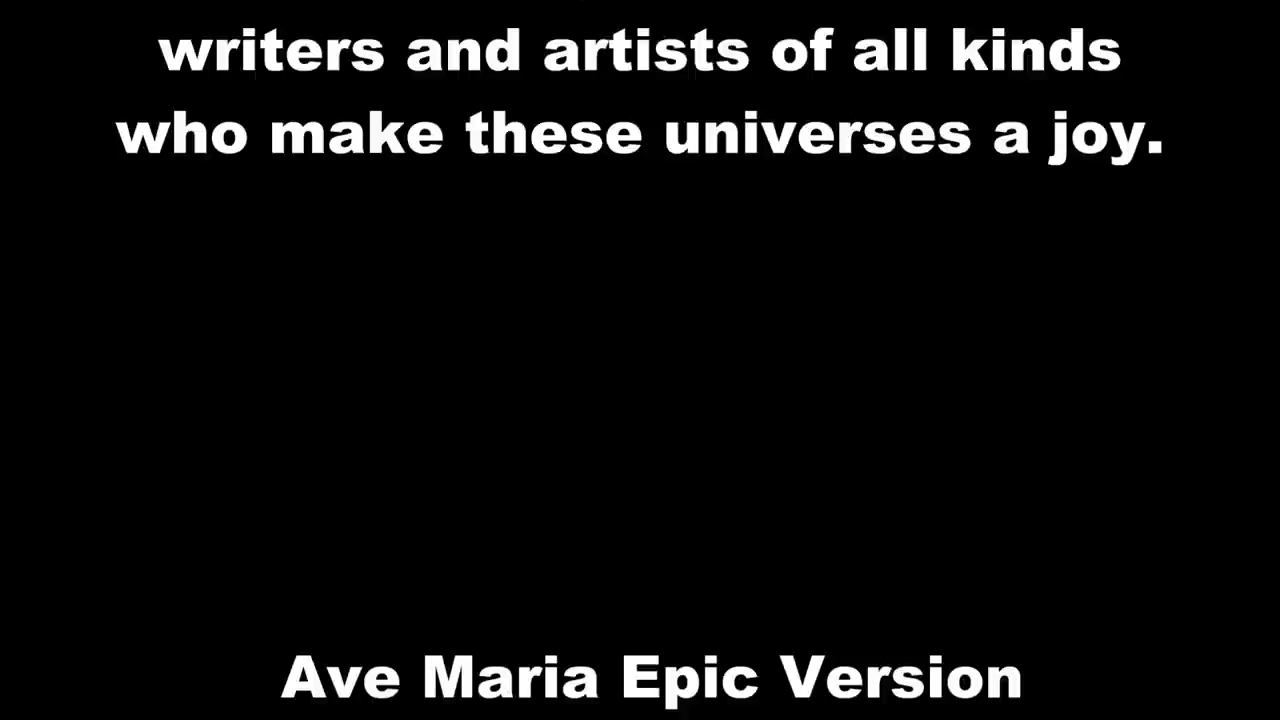 writers and artists of all kinds
who make these universes a joy.
Ave Maria Epic Version